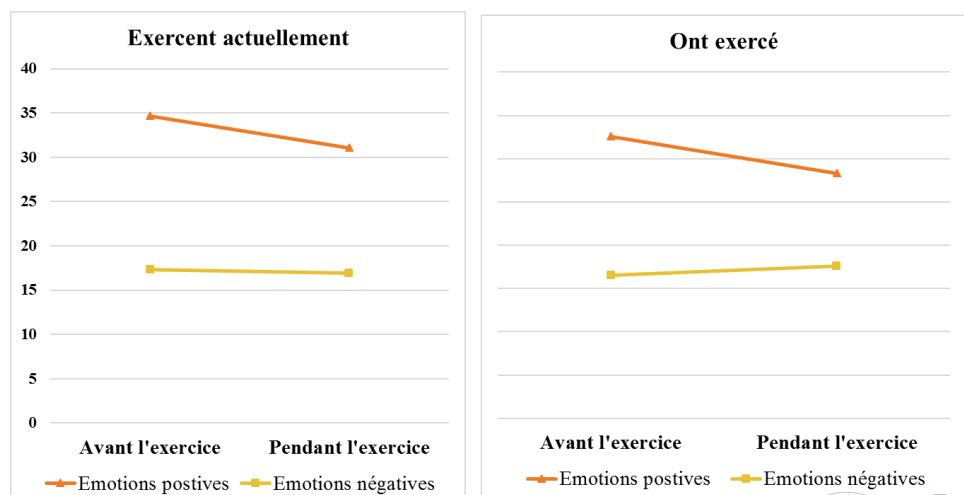 Exercent actuellement
40
35
30
25
20
15
10
5
0
Avant l'exercice Pendant l'exercice
Emotions postives Emotions négatives
Ont exercé
Avant l'exercice Pendant l'exercice
Emotions postives Emotions négatives